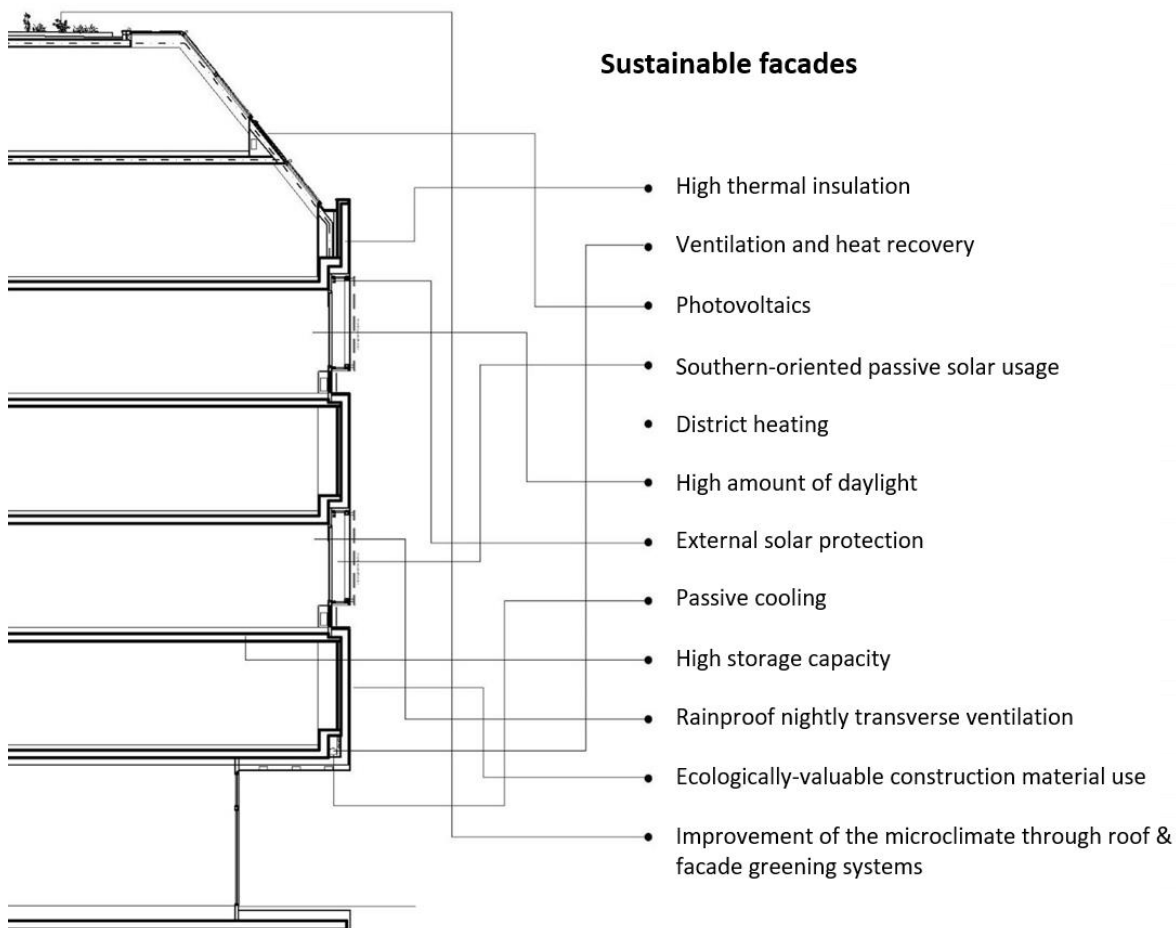 Sustainable facades
High thermal insulation
Ventilation and heat recovery
Photovoltaics
Southern-oriented passive solar usage
District heating
High amount of daylight
External solar protection
Passive cooling
High storage capacity
Rainproof nightly transverse ventilation
Ecologically-valuable construction material use
Improvement of the microclimate through roof &
facade greening systems